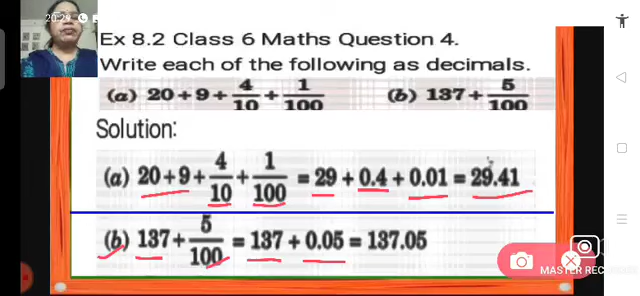 20:29
Ex 8.2 Class 6 Maths Question 4.
Write each of the following as decimals.
(a) 20 + 9 + 4/10 + 1/100 (b) 137 + 5/100
Solution:
(a) 20 + 9 + 4/10 + 1/100 = 29 + 0.4 + 0.01 = 29.41
(b) 137 + 5/100 = 137 + 0.05 = 137.05
MASTER RECO